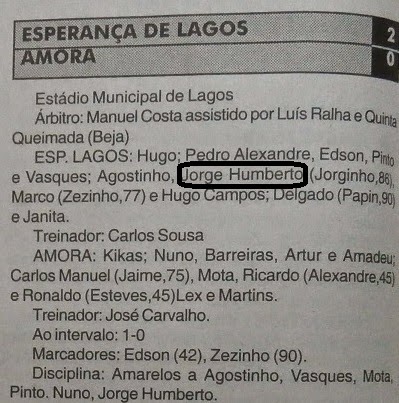 ESPERANÇA DE LAGOS 2
AMORA 0
Estádio Municipal de Lagos
Árbitro: Manuel Costa assistido por Luís Ralha e Quinta
Queimada (Beja)
ESP. LAGOS: Hugo; Pedro Alexandre, Edson, Pinto
e Vasques; Agostinho, Jorge Humberto (Jorginho,86),
Marco (Zezinho,77) e Hugo Campos; Delgado (Papin,90)
e Janita.
Treinador: Carlos Sousa
AMORA: Kikas; Nuno, Barreiras, Artur e Amadeu;
Carlos Manuel (Jaime,75), Mota, Ricardo (Alexandre,45)
e Ronaldo (Esteves,45)Lex e Martins.
Treinador: José Carvalho.
Ao intervalo: 1-0
Marcadores: Edson (42), Zezinho (90).
Disciplina: Amarelos a Agostinho, Vasques, Mota,
Pinto. Nuno, Jorge Humberto.